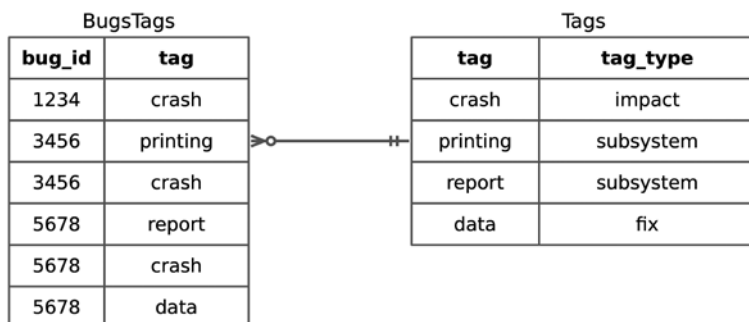 BugsTags
bug_id tag
1234 crash
3456 printing
3456 crash
5678 report
5678 crash
5678 data
Tags
tag tag_type
crash impact
printing subsystem
report subsystem
data fix